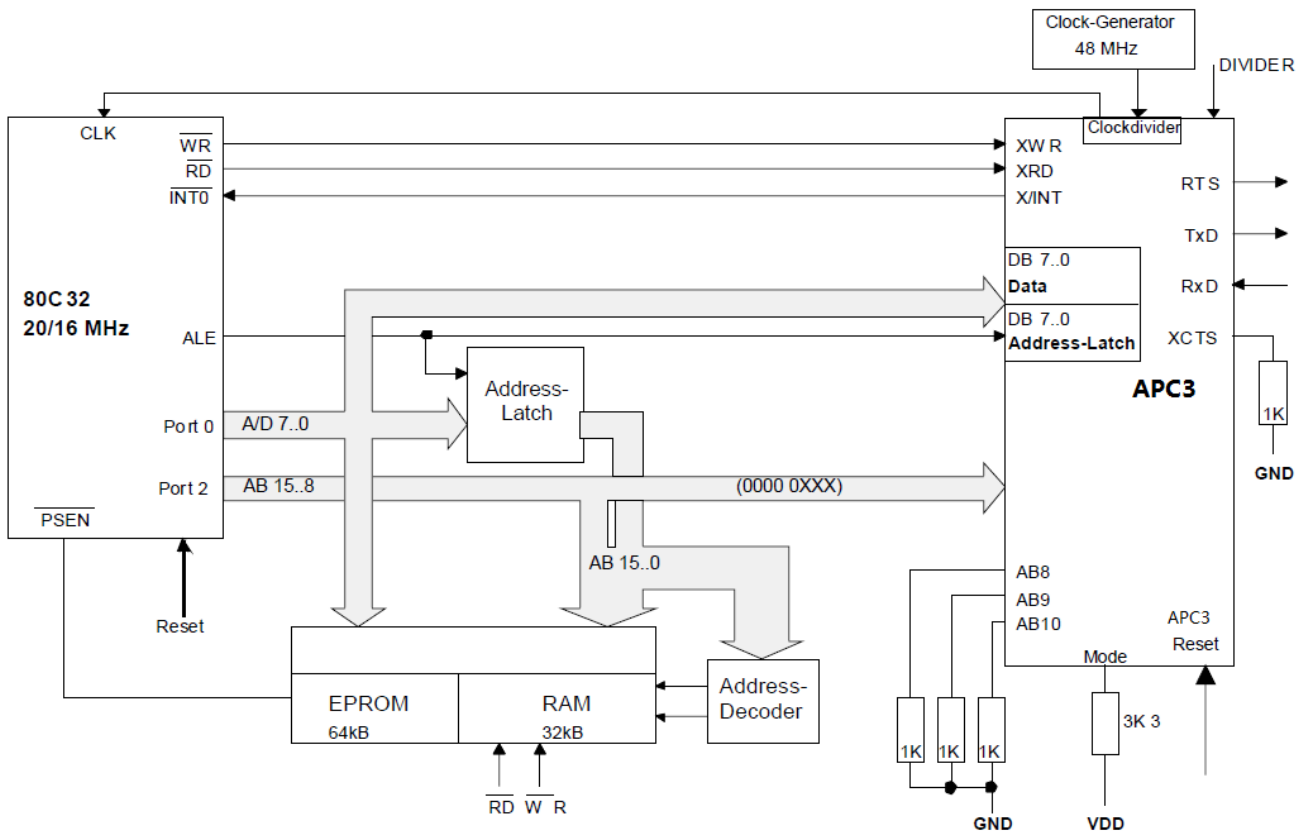 Clock-Generator
48 MHz
DIVIDER
CLK
Clockdivider
WR
XWR
RD
XRD
INT0
X/INT
RTS
TxD
DB 7..0
Data
RxD
80C32
20/16 MHz
DB 7..0
Address-Latch
ALE
XCTS
Address-
Latch
APC3
1K
Port 0
A/D 7..0
GND
Port 2
AB 15..8
(0000 0XXX)
PSEN
AB 15..0
AB8
AB9
AB10
Reset
APC3
Reset
Mode
EPROM
64kB
RAM
32kB
Address-
Decoder
1K
1K
1K
3K 3
RD
W R
GND
VDD